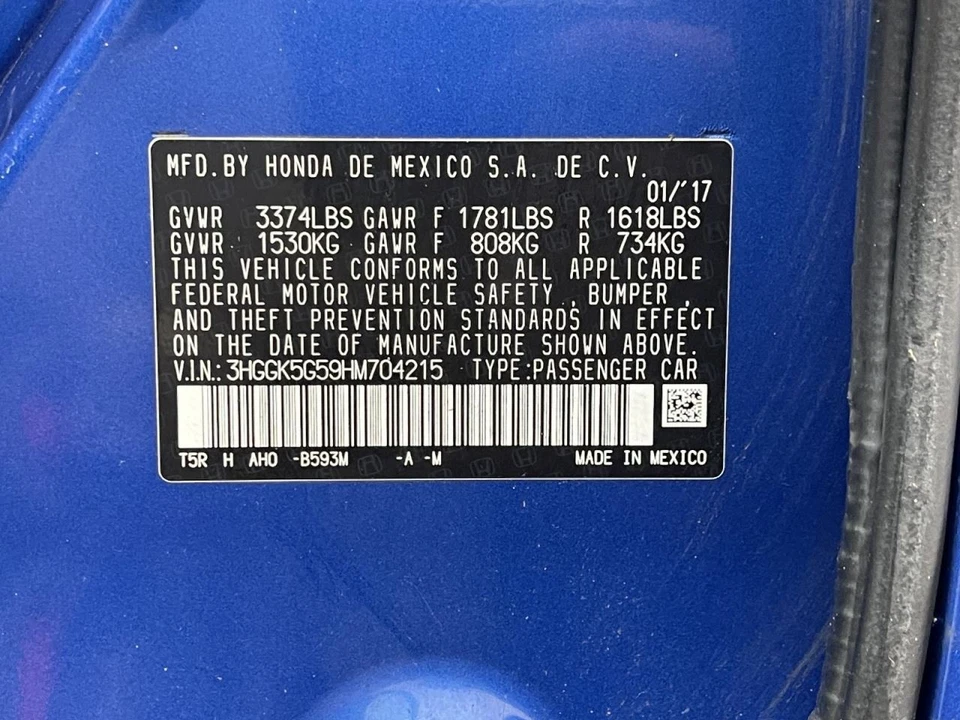 MFD.BY HONDA DE MEXICO S.A. DE C.V.
01/'17
GVWR 3374LBS GAWR F 1781LBS R 1618LBS
GVWR 1530KG GAWR F 808KG R 734KG
THIS VEHICLE CONFORMS TO ALL APPLICABLE
FEDERAL MOTOR VEHICLE SAFETY , BUMPER ,
AND THEFT PREVENTION STANDARDS IN EFFECT
ON THE DATE OF MANUFACTURE SHOWN ABOVE.
V.I.N.: 3HGGK5G59HM704215 TYPE:PASSENGER CAR
T5R H AH0 -B593M -A -M MADE IN MEXICO